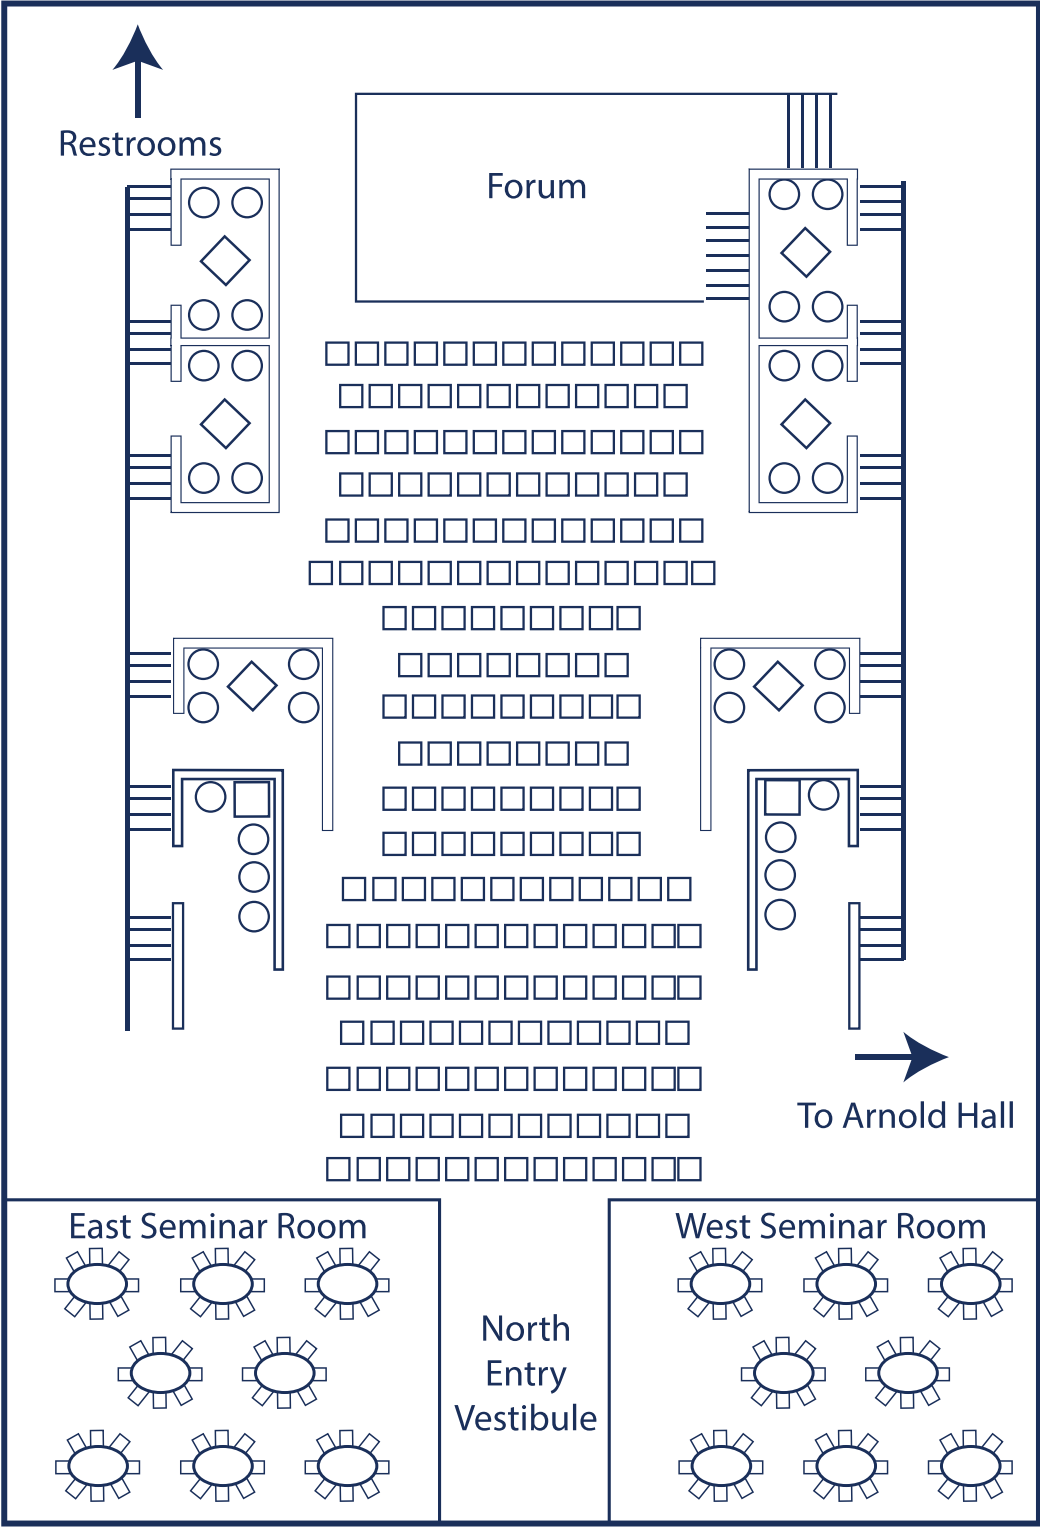 Restrooms
Forum
To Arnold Hall
East Seminar Room
West Seminar Room
North
Entry
Vestibule